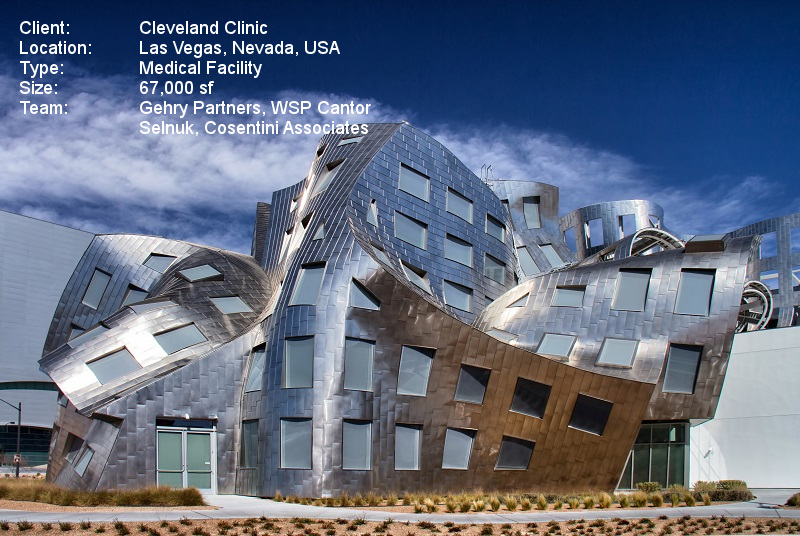 Client: Cleveland Clinic
Location: Las Vegas, Nevada, USA
Type: Medical Facility
Size: 67,000 sf
Team: Gehry Partners, WSP Cantor
Selnuk, Cosentini Associates